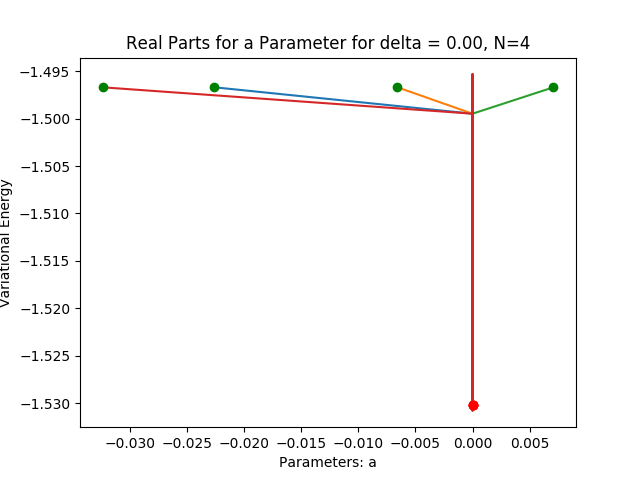 Real Parts for a Parameter for delta = 0.00, N=4
Variational Energy
−1.495
−1.500
−1.505
−1.510
−1.515
−1.520
−1.525
−1.530
−0.030 −0.025 −0.020 −0.015 −0.010 −0.005 0.000 0.005
Parameters: a